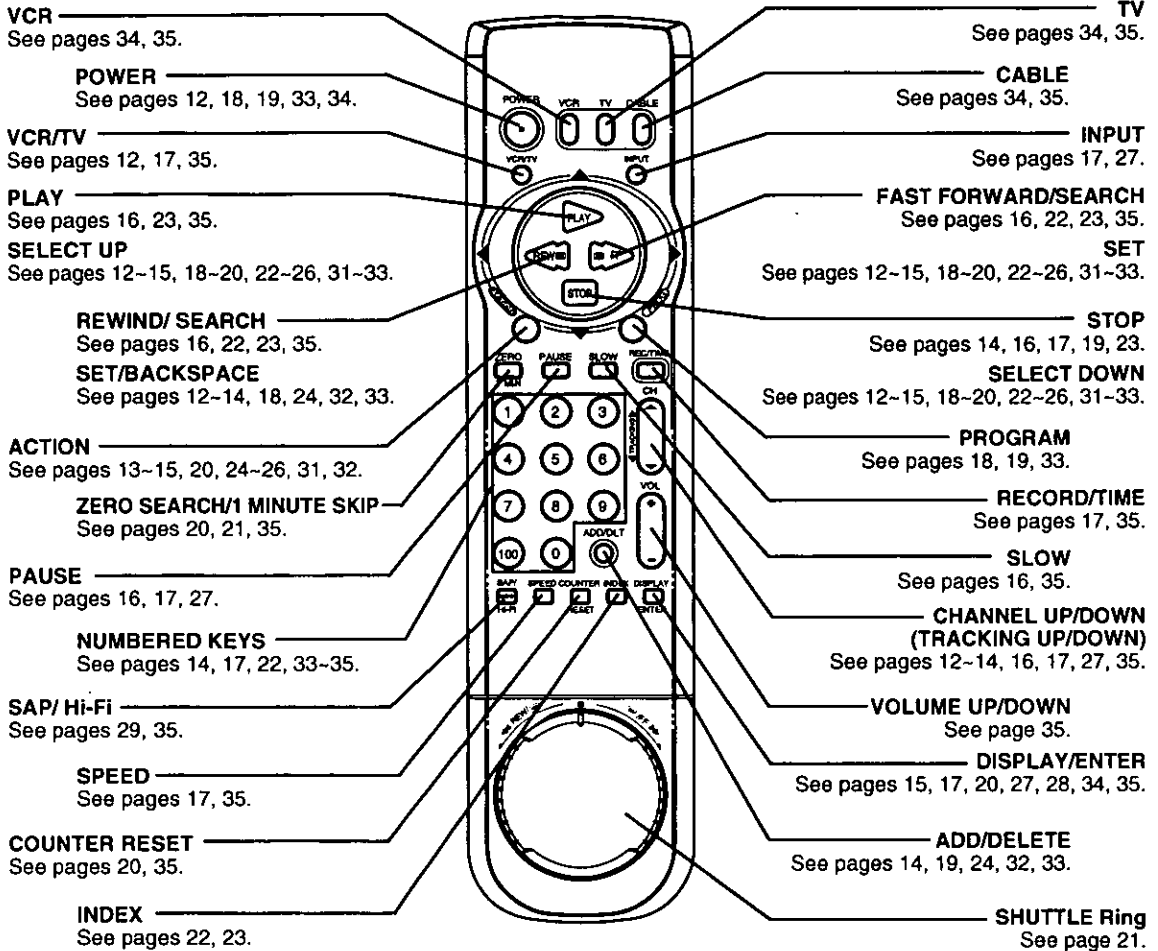 VCR
See pages 34, 35.
POWER
See pages 12, 18, 19, 33, 34.
VCR/TV
See pages 12, 17, 35.
PLAY
See pages 16, 23, 35.
SELECT UP
See pages 12~15, 18~20, 22~26, 31~33.
REWIND/ SEARCH
See pages 16, 22, 23, 35.
SET/BACKSPACE
See pages 12~14, 18, 24, 32, 33.
ACTION
See pages 13~15, 20, 24~26, 31, 32.
ZERO SEARCH/1 MINUTE SKIP
See pages 20, 21, 35.
PAUSE
See pages 16, 17, 27.
NUMBERED KEYS
See pages 14, 17, 22, 33~35.
SAP/ Hi-Fi
See pages 29, 35.
SPEED
See pages 17, 35.
COUNTER RESET
See pages 20, 35.
INDEX
See pages 22, 23.
POWER VCR TV CABLE
VCR/TV INPUT
PLAY
REW FF
STOP
ZERO PAUSE SLOW REC/TIME
CH
1 2 3
4 5 6
VOL
7 8 9
ADD/DLT
100 0
SAP/ SPEED COUNTER INDEX DISPLAY
Hi-Fi RESET ENTER
REW FF
TV
See pages 34, 35.
CABLE
See pages 34, 35.
INPUT
See pages 17, 27.
FAST FORWARD/SEARCH
See pages 16, 22, 23, 35.
SET
See pages 12~15, 18~20, 22~26, 31~33.
STOP
See pages 14, 16, 17, 19, 23.
SELECT DOWN
See pages 12~15, 18~20, 22~26, 31~33.
PROGRAM
See pages 18, 19, 33.
RECORD/TIME
See pages 17, 35.
SLOW
See pages 16, 35.
CHANNEL UP/DOWN
(TRACKING UP/DOWN)
See pages 12~14, 16, 17, 27, 35.
VOLUME UP/DOWN
See page 35.
DISPLAY/ENTER
See pages 15, 17, 20, 27, 28, 34, 35.
ADD/DELETE
See pages 14, 19, 24, 32, 33.
SHUTTLE Ring
See page 21.